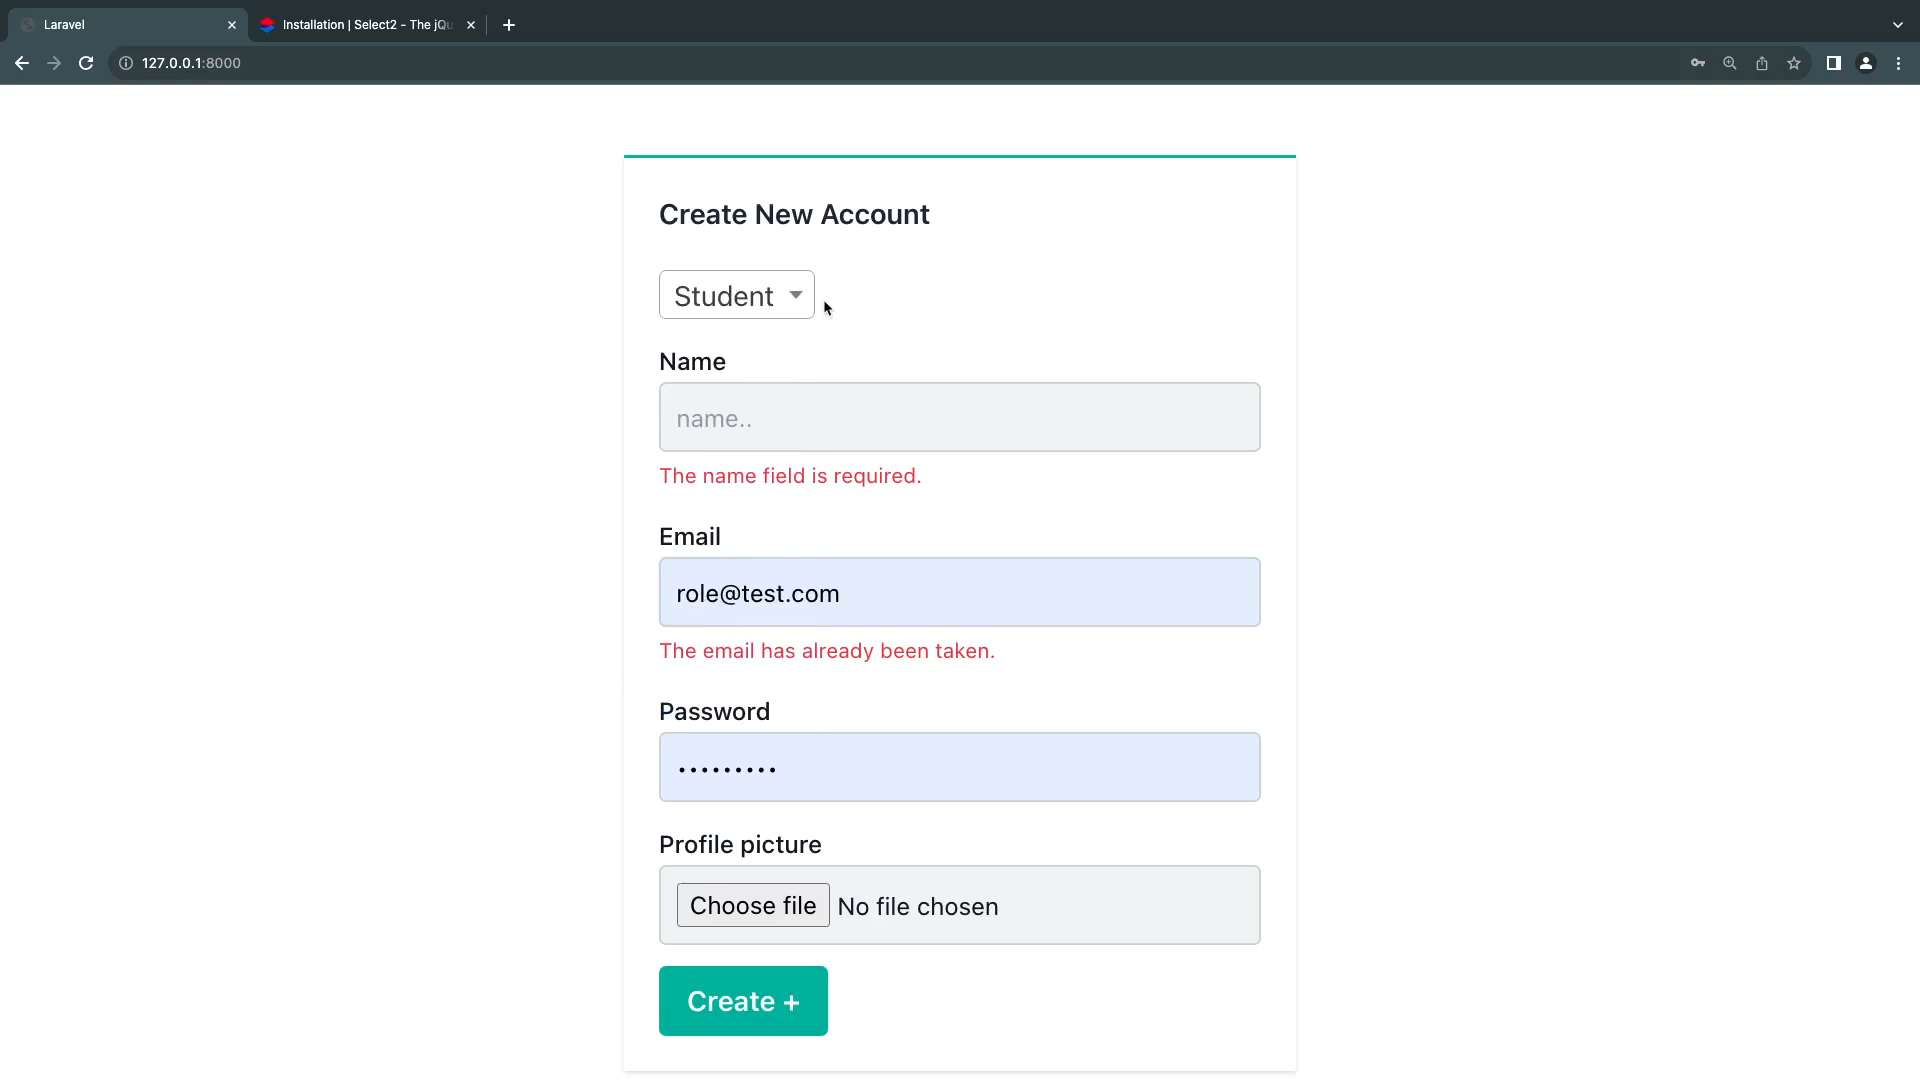 Laravel
Installation | Select2 - The jQu
127.0.0.1:8000
Create New Account
Student
Name
name..
The name field is required.
Email
role@test.com
The email has already been taken.
Password
•••••••••
Profile picture
Choose file No file chosen
Create +